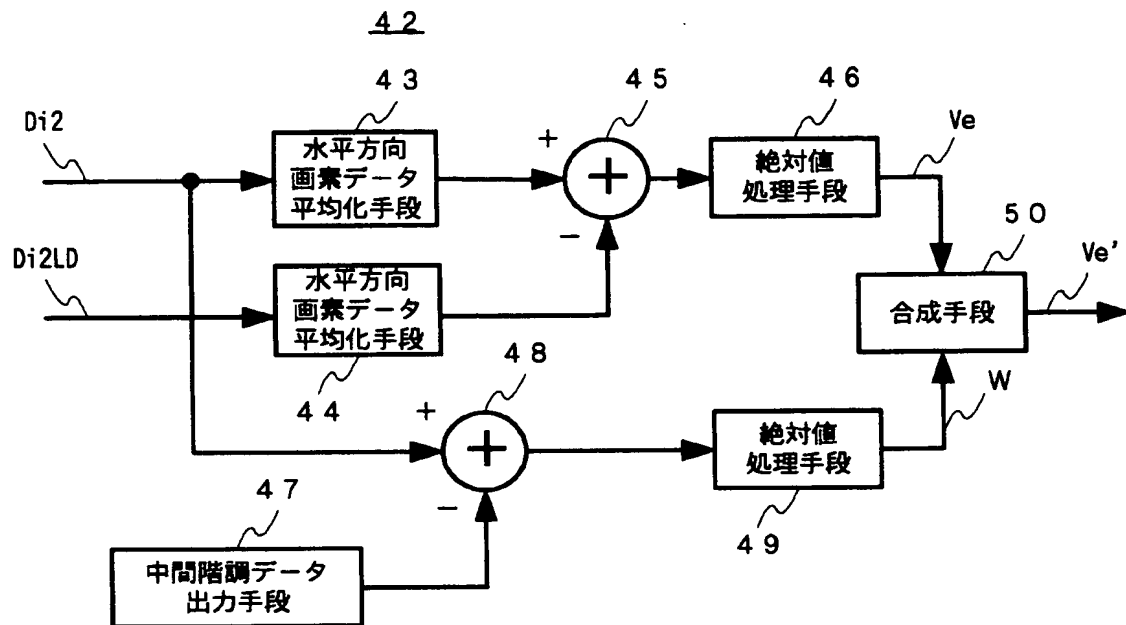 42
43
45
46
Di2
+
Ve
水平方向
画素データ
平均化手段
+
絶対値
処理手段
−
50
Di2LD
Ve'
水平方向
画素データ
平均化手段
合成手段
44
48
W
+
+
絶対値
処理手段
−
47
49
中間階調データ
出力手段